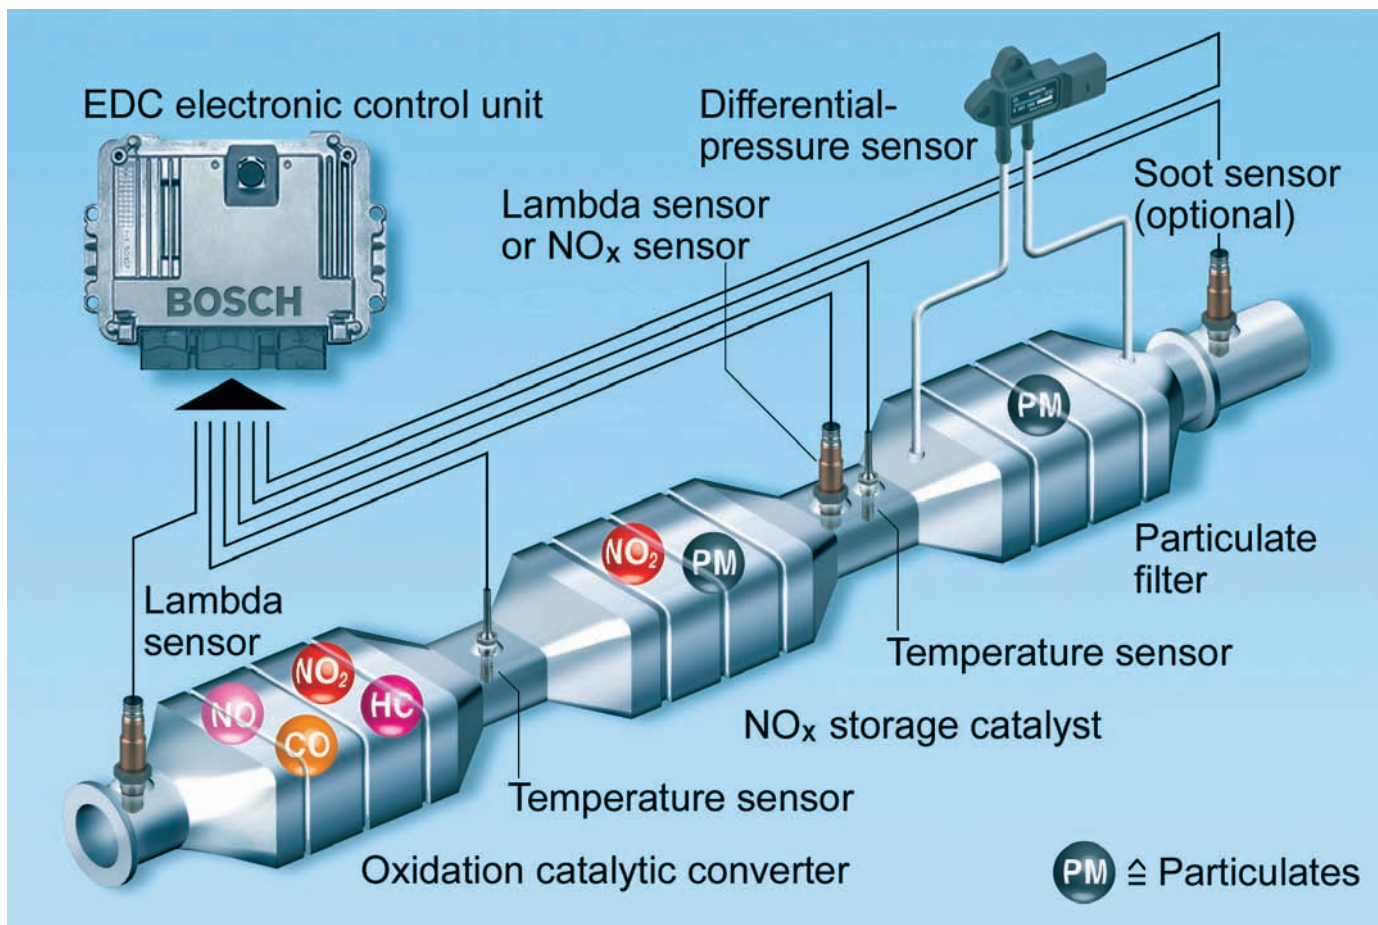 EDC electronic control unit
BOSCH
Differential-
pressure sensor
BOSCH
Lambda sensor
or NOx sensor
Soot sensor
(optional)
PM
NO₂
PM
Particulate
filter
Lambda
sensor
Temperature sensor
NO₂
NO
HC
CO
NOx storage catalyst
Temperature sensor
Oxidation catalytic converter
PM ≙ Particulates